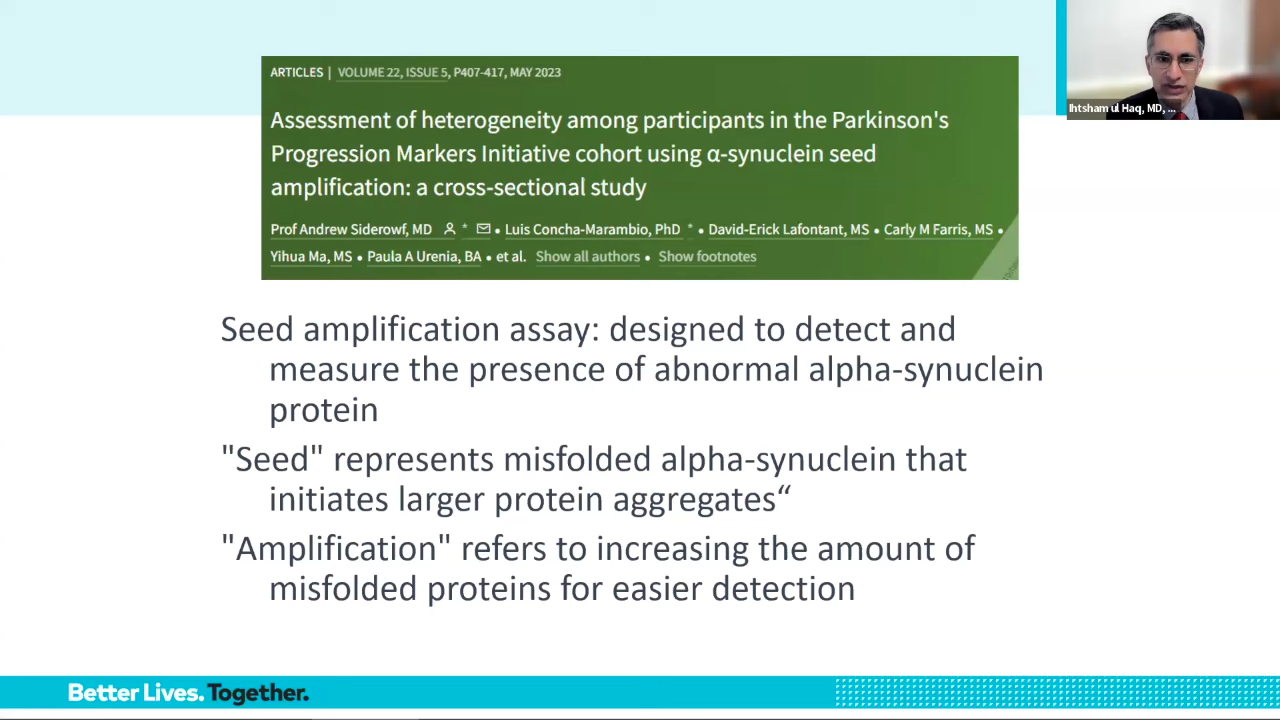 ARTICLES | VOLUME 22, ISSUE 5, P407-417, MAY 2023
Assessment of heterogeneity among participants in the Parkinson's
Progression Markers Initiative cohort using α-synuclein seed
amplification: a cross-sectional study
Prof Andrew Siderowf, MD * • Luis Concha-Marambio, PhD * • David-Erick Lafontant, MS • Carly M Farris, MS •
Yihua Ma, MS • Paula A Urenia, BA • et al. Show all authors • Show footnotes
Ihtsham ul Haq, MD, ...
Seed amplification assay: designed to detect and
measure the presence of abnormal alpha-synuclein
protein
"Seed" represents misfolded alpha-synuclein that
initiates larger protein aggregates“
"Amplification" refers to increasing the amount of
misfolded proteins for easier detection
Better Lives. Together.